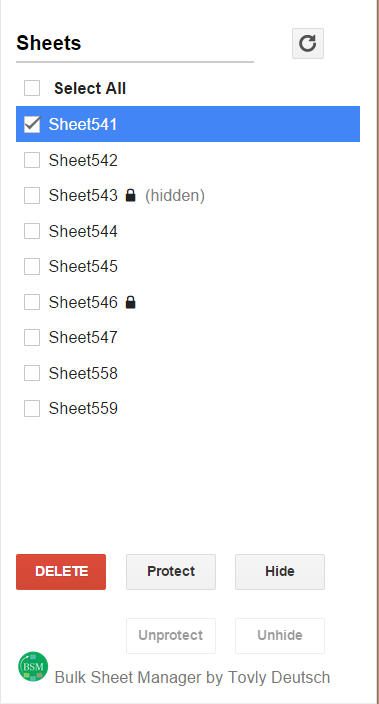 Sheets
Select All
Sheet541
Sheet542
Sheet543 (hidden)
Sheet544
Sheet545
Sheet546
Sheet547
Sheet558
Sheet559
DELETE Protect Hide
Unprotect Unhide
BSM
Bulk Sheet Manager by Tovly Deutsch